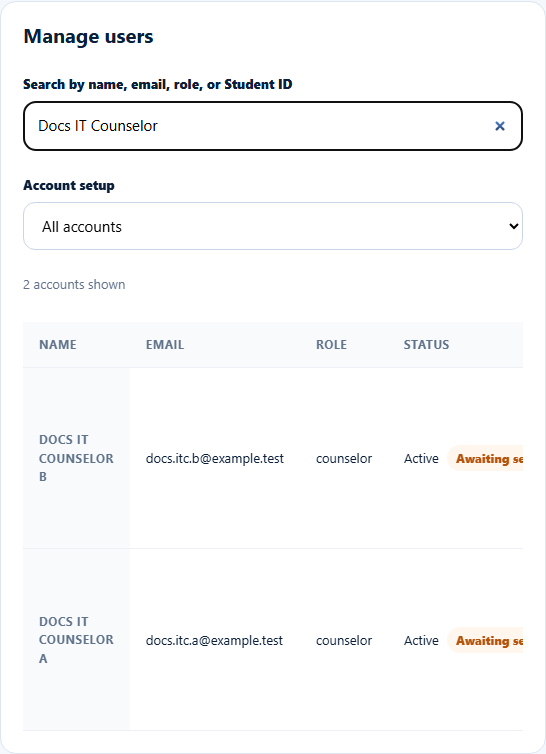 Manage users
Search by name, email, role, or Student ID
Docs IT Counselor
Account setup
All accounts
2 accounts shown
NAME EMAIL ROLE STATUS
DOCS IT
COUNSELOR
B
docs.itc.b@example.test counselor Active Awaiting se
DOCS IT
COUNSELOR
A
docs.itc.a@example.test counselor Active Awaiting se